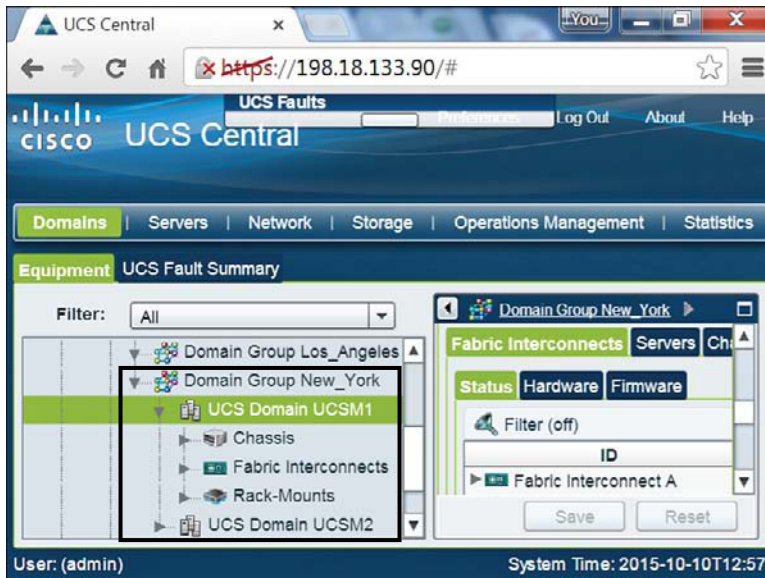 UCS Central
You
https://198.18.133.90/#
UCS Faults
CISCO UCS Central
Preferences Log Out About Help
Domains | Servers | Network | Storage | Operations Management | Statistics
Equipment UCS Fault Summary
Filter: All
Domain Group Los_Angeles
Domain Group New_York
UCS Domain UCSM1
Chassis
Fabric Interconnects
Rack-Mounts
UCS Domain UCSM2
Domain Group New_York
Fabric Interconnects Servers Cha
Status Hardware Firmware
Filter (off)
ID
Fabric Interconnect A
Save Reset
User: (admin) System Time: 2015-10-10T12:57